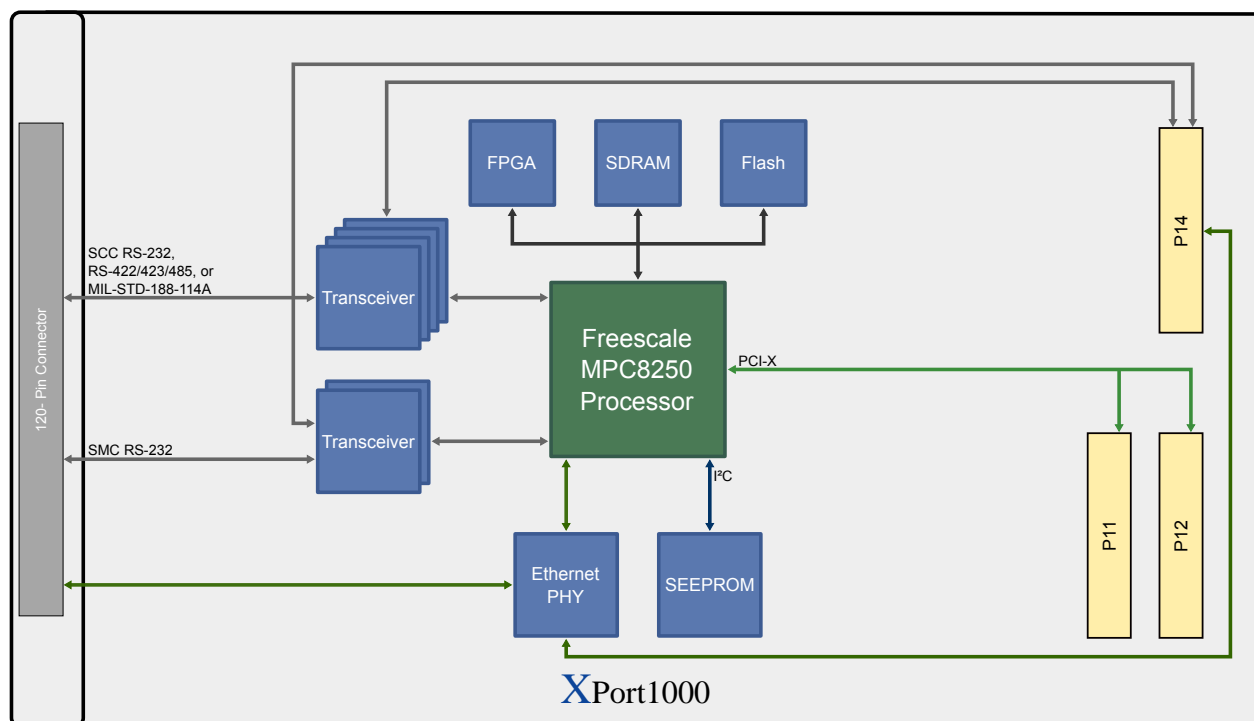 FPGA
SDRAM
Flash
P14
SCC RS-232,
RS-422/423/485, or
MIL-STD-188-114A
Transceiver
120- Pin Connector
Freescale
MPC8250
Processor
PCI-X
Transceiver
SMC RS-232
I²C
P11
P12
Ethernet
PHY
SEEPROM
XPort1000